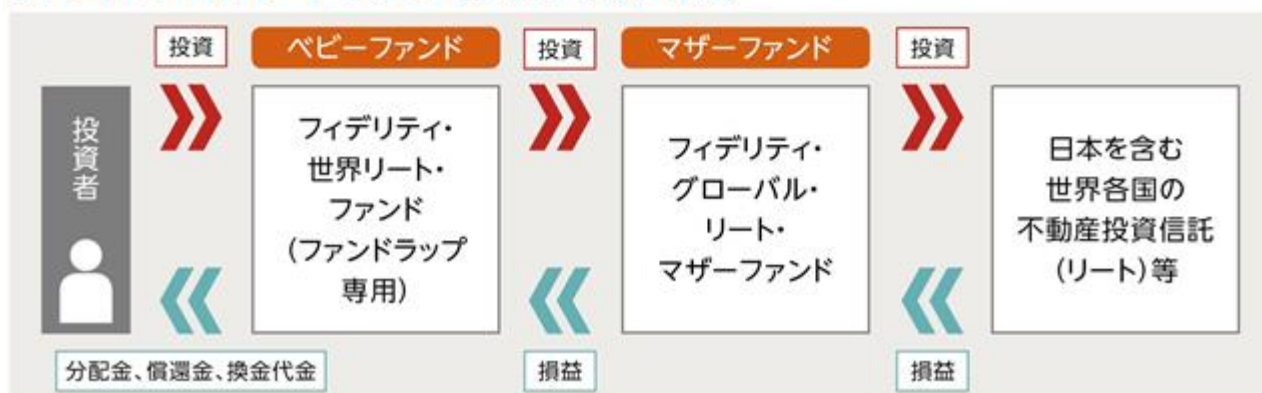 投資
ベビーファンド
投資
マザーファンド
投資
投資者
フィデリティ・
世界リート・
ファンド
(ファンドラップ
専用)
フィデリティ・
グローバル・
リート・
マザーファンド
日本を含む
世界各国の
不動産投資信託
(リート)等
分配金、償還金、換金代金
損益
損益